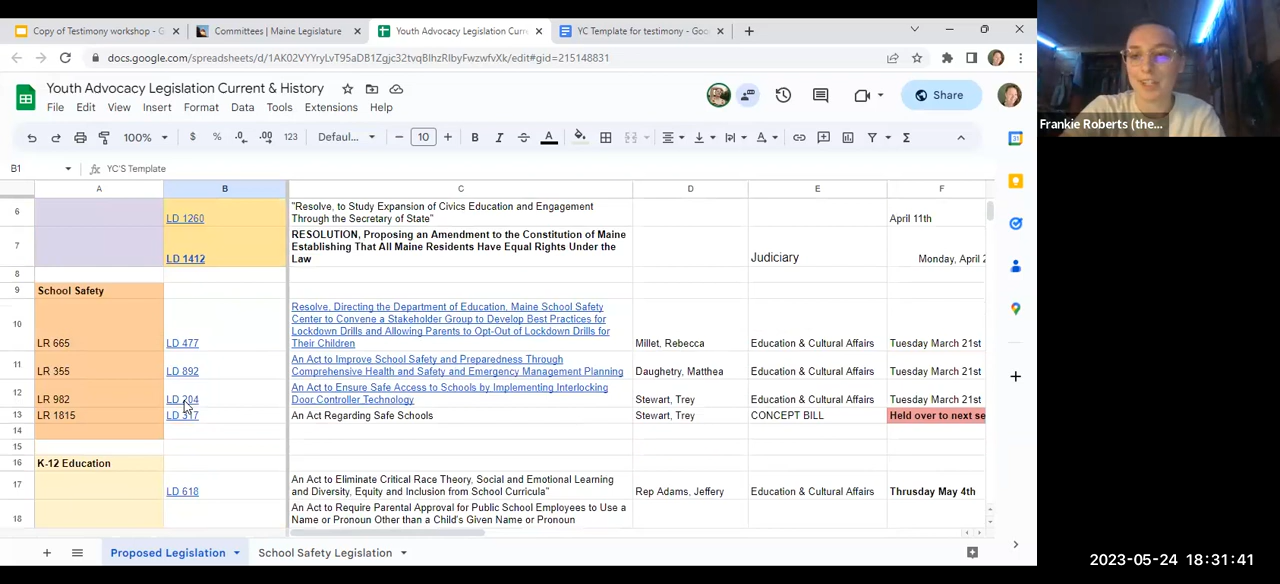 Copy of Testimony workshop - G
Committees | Maine Legislature
Youth Advocacy Legislation Curr
YC Template for testimony - Goo
docs.google.com/spreadsheets/d/1AK02VYYryLvT95aDB1Zgjc32tvqBlhzRIbyFwzwfvXk/edit#gid=215148831
Youth Advocacy Legislation Current & History
File Edit View Insert Format Data Tools Extensions Help
Share
100% $ % .0 .00 123 Defaul... 10 B I A
B1 fx YC'S Template
A B C D E F
6 LD 1260 "Resolve, to Study Expansion of Civics Education and Engagement
Through the Secretary of State" April 11th
7 LD 1412 RESOLUTION, Proposing an Amendment to the Constitution of Maine
Establishing That All Maine Residents Have Equal Rights Under the
Law Judiciary Monday, April 2
8
9 School Safety
10 LR 665 LD 477 Resolve, Directing the Department of Education, Maine School Safety
Center to Convene a Stakeholder Group to Develop Best Practices for
Lockdown Drills and Allowing Parents to Opt-Out of Lockdown Drills for
Their Children Millet, Rebecca Education & Cultural Affairs Tuesday March 21st
11 LR 355 LD 892 An Act to Improve School Safety and Preparedness Through
Comprehensive Health and Safety and Emergency Management Planning Daughetry, Matthea Education & Cultural Affairs Tuesday March 21st
12 LR 982 LD 204 An Act to Ensure Safe Access to Schools by Implementing Interlocking
Door Controller Technology Stewart, Trey Education & Cultural Affairs Tuesday March 21st
13 LR 1815 LD 317 An Act Regarding Safe Schools Stewart, Trey CONCEPT BILL Held over to next se
14
15
16 K-12 Education
17 LD 618 An Act to Eliminate Critical Race Theory, Social and Emotional Learning
and Diversity, Equity and Inclusion from School Curricula" Rep Adams, Jeffery Education & Cultural Affairs Thrusday May 4th
18 An Act to Require Parental Approval for Public School Employees to Use a
Name or Pronoun Other than a Child's Given Name or Pronoun
Proposed Legislation School Safety Legislation
Frankie Roberts (the...
2023-05-24 18:31:41